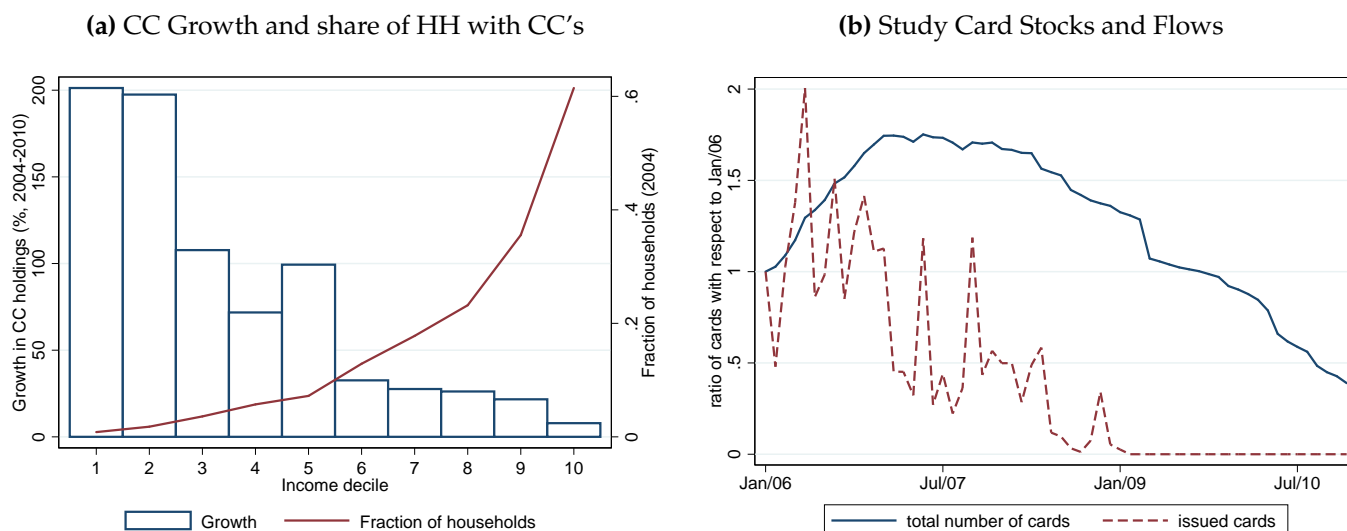 (a) CC Growth and share of HH with CC's
Growth in CC holdings (%, 2004-2010)
200
150
100
50
0
.6
.4
.2
0
Fraction of households (2004)
1 2 3 4 5 6 7 8 9 10
Income decile
Growth Fraction of households
(b) Study Card Stocks and Flows
ratio of cards with respect to Jan/06
2
1.5
1
.5
0
Jan/06 Jul/07 Jan/09 Jul/10
total number of cards issued cards